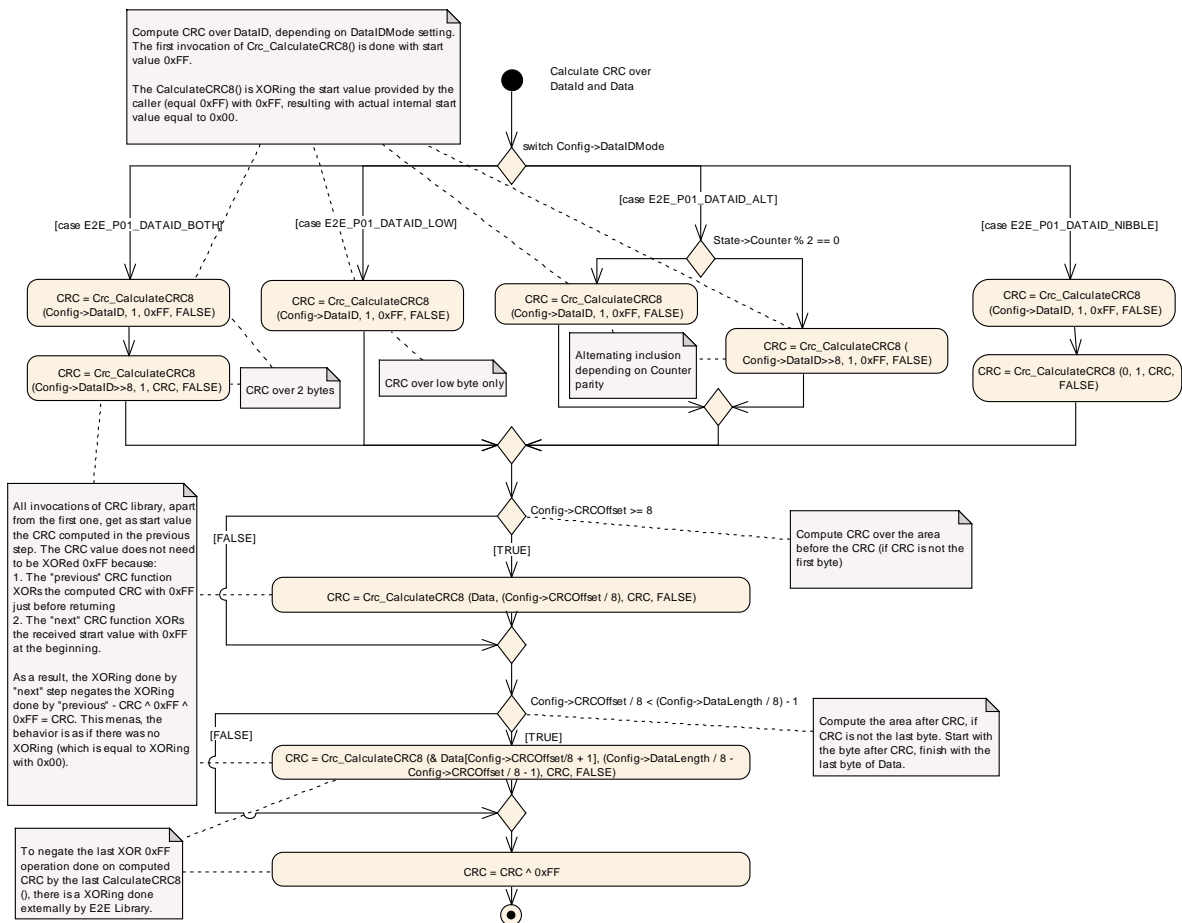 Compute CRC over DataID, depending on DataIDMode setting.
The first invocation of Crc_CalculateCRC8() is done with start
value 0xFF.
The CalculateCRC8() is XORing the start value provided by the
caller (equal 0xFF) with 0xFF, resulting with actual internal start
value equal to 0x00.
Calculate CRC over
DataId and Data
switch Config->DataIDMode
[case E2E_P01_DATAID_BOTH]
[case E2E_P01_DATAID_LOW]
[case E2E_P01_DATAID_ALT]
[case E2E_P01_DATAID_NIBBLE]
State->Counter % 2 == 0
CRC = Crc_CalculateCRC8
(Config->DataID, 1, 0xFF, FALSE)
CRC = Crc_CalculateCRC8
(Config->DataID, 1, 0xFF, FALSE)
CRC = Crc_CalculateCRC8
(Config->DataID, 1, 0xFF, FALSE)
CRC = Crc_CalculateCRC8
(Config->DataID, 1, 0xFF, FALSE)
CRC = Crc_CalculateCRC8 (
Config->DataID>>8, 1, 0xFF, FALSE)
Alternating inclusion
depending on Counter
parity
CRC = Crc_CalculateCRC8
(Config->DataID>>8, 1, CRC, FALSE)
CRC over 2 bytes
CRC over low byte only
CRC = Crc_CalculateCRC8 (0, 1, CRC,
FALSE)
All invocations of CRC library, apart
from the first one, get as start value
the CRC computed in the previous
step. The CRC value does not need
to be XORed 0xFF because:
1. The "previous" CRC function
XORs the computed CRC with 0xFF
just before returning
2. The "next" CRC function XORs
the received strart value with 0xFF
at the beginning.
As a result, the XORing done by
"next" step negates the XORing
done by "previous" - CRC ^ 0xFF ^
0xFF = CRC. This menas, the
behavior is as if there was no
XORing (which is equal to XORing
with 0x00).
Config->CRCOffset >= 8
[FALSE]
[TRUE]
Compute CRC over the area
before the CRC (if CRC is not the
first byte)
CRC = Crc_CalculateCRC8 (Data, (Config->CRCOffset / 8), CRC, FALSE)
Config->CRCOffset / 8 < (Config->DataLength / 8) - 1
[FALSE]
[TRUE]
Compute the area after CRC, if
CRC is not the last byte. Start with
the byte after CRC, finish with the
last byte of Data.
CRC = Crc_CalculateCRC8 (& Data[Config->CRCOffset/8 + 1], (Config->DataLength / 8 -
Config->CRCOffset / 8 - 1), CRC, FALSE)
To negate the last XOR 0xFF
operation done on computed
CRC by the last CalculateCRC8
(), there is a XORing done
externally by E2E Library.
CRC = CRC ^ 0xFF